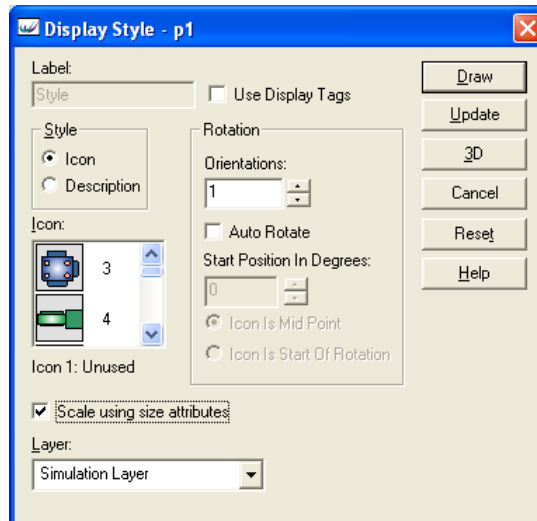 Display Style - p1
Label:
Style
Use Display Tags
Draw
Update
3D
Cancel
Reset
Help
Style
Icon
Description
Rotation
Orientations:
1
Auto Rotate
Start Position In Degrees:
0
Icon Is Mid Point
Icon Is Start Of Rotation
Icon:
3
4
Icon 1: Unused
Scale using size attributes
Layer:
Simulation Layer